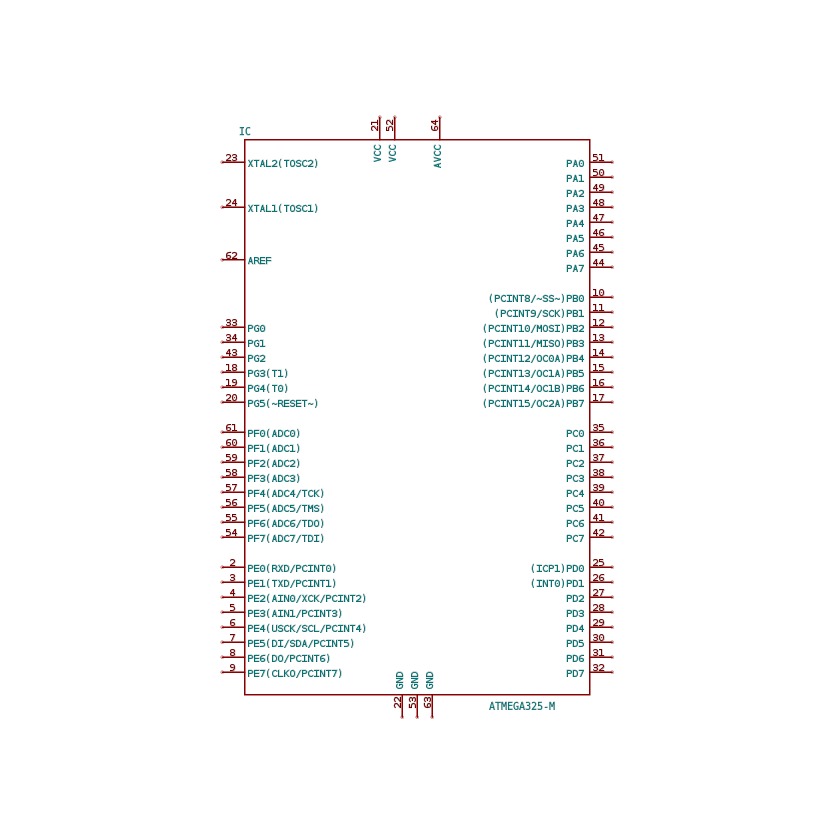 IC
21 52 64
VCC VCC AVCC
23 XTAL2(TOSC2) PA0 51
PA1 50
PA2 49
24 XTAL1(TOSC1) PA3 48
PA4 47
PA5 46
PA6 45
62 AREF PA7 44
(PCINT8/~SS~)PB0 10
(PCINT9/SCK)PB1 11
33 PG0 (PCINT10/MOSI)PB2 12
34 PG1 (PCINT11/MISO)PB3 13
43 PG2 (PCINT12/OC0A)PB4 14
18 PG3(T1) (PCINT13/OC1A)PB5 15
19 PG4(T0) (PCINT14/OC1B)PB6 16
20 PG5(~RESET~) (PCINT15/OC2A)PB7 17
61 PF0(ADC0) PC0 35
60 PF1(ADC1) PC1 36
59 PF2(ADC2) PC2 37
58 PF3(ADC3) PC3 38
57 PF4(ADC4/TCK) PC4 39
56 PF5(ADC5/TMS) PC5 40
55 PF6(ADC6/TDO) PC6 41
54 PF7(ADC7/TDI) PC7 42
2 PE0(RXD/PCINT0) (ICP1)PD0 25
3 PE1(TXD/PCINT1) (INT0)PD1 26
4 PE2(AIN0/XCK/PCINT2) PD2 27
5 PE3(AIN1/PCINT3) PD3 28
6 PE4(USCK/SCL/PCINT4) PD4 29
7 PE5(DI/SDA/PCINT5) PD5 30
8 PE6(DO/PCINT6) PD6 31
9 PE7(CLKO/PCINT7) PD7 32
GND GND GND
22 53 63
ATMEGA325-M